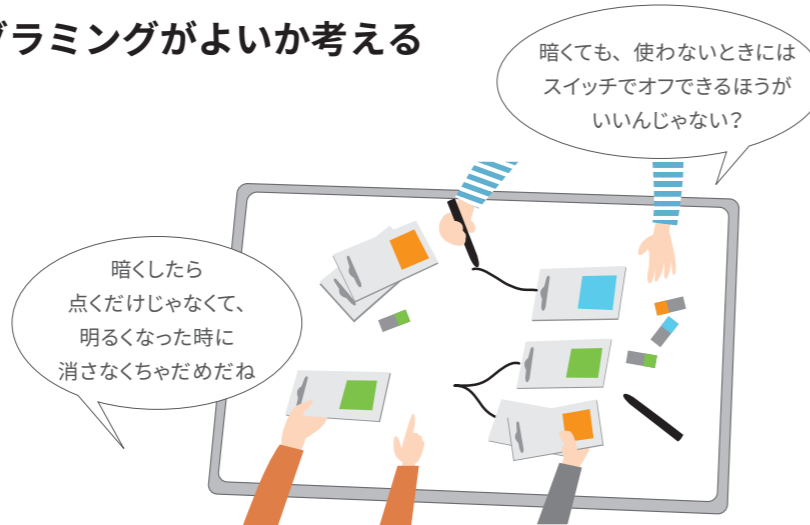 グラミングがよいか考える
暗くても、使わないときには
スイッチでオフできるほうが
いいんじゃない？
暗くしたら
点くだけじゃなくて、
明るくなった時に
消さなくちゃだめだね